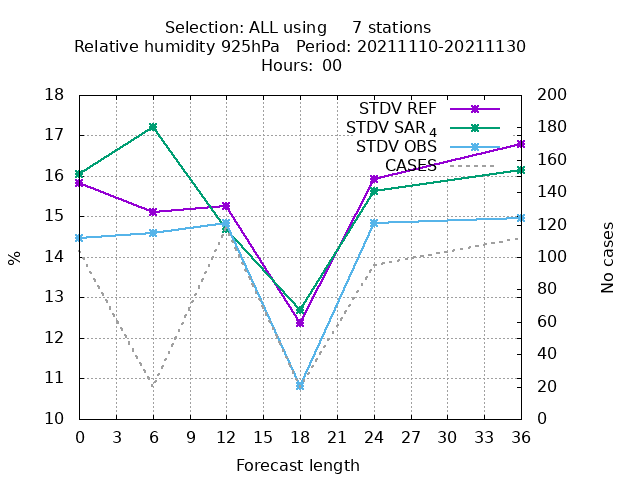 Selection: ALL using 7 stations
Relative humidity 925hPa Period: 20211110-20211130
Hours: 00
STDV REF
STDV SAR4
STDV OBS
CASES
18
17
16
15
14
13
12
11
10
%
200
180
160
140
120
100
80
60
40
20
0
No cases
0 3 6 9 12 15 18 21 24 27 30 33 36
Forecast length